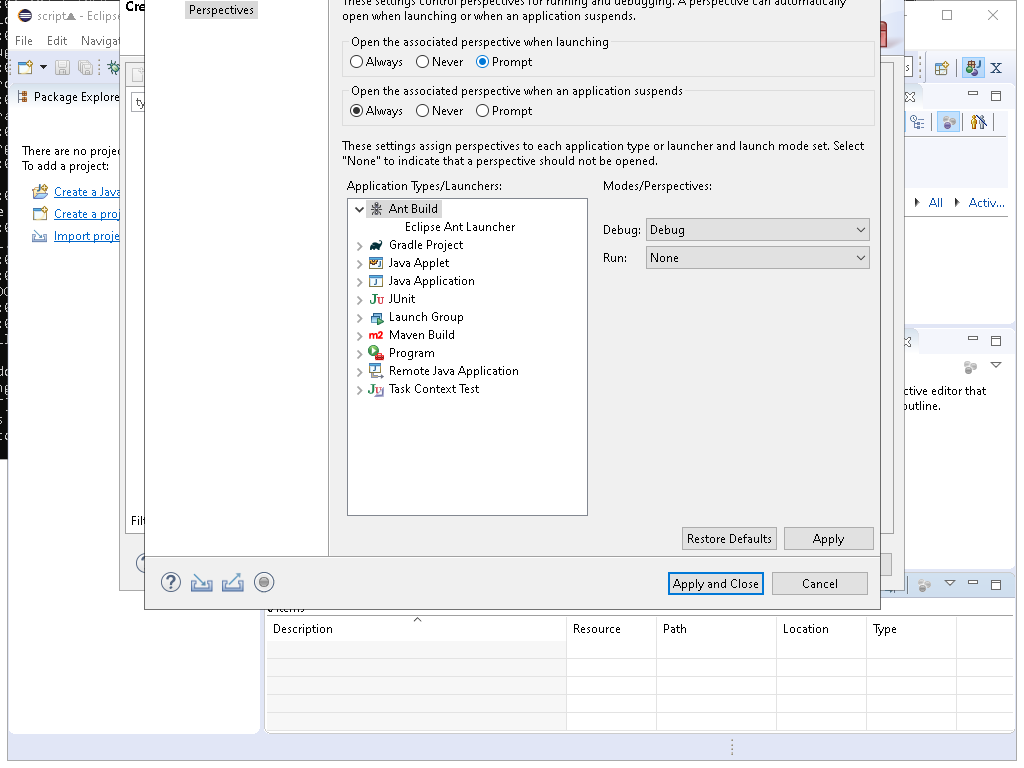 Cre
Perspectives
These settings control perspectives for running and debugging. A perspective can automatically
open when launching or when an application suspends.
script▲ - Eclipse
File Edit Navigat
Open the associated perspective when launching
Always Never Prompt
Package Explore
Open the associated perspective when an application suspends
ty
Always Never Prompt
There are no projec
To add a project:
These settings assign perspectives to each application type or launcher and launch mode set. Select
"None" to indicate that a perspective should not be opened.
Create a Java
Create a proj
Import proje
Application Types/Launchers:
Modes/Perspectives:
All Activ...
Ant Build
Eclipse Ant Launcher
Debug: Debug
Gradle Project
Run: None
Java Applet
Java Application
JUnit
Launch Group
Maven Build
Program
Remote Java Application
Task Context Test
ctive editor that
outline.
Filt
Restore Defaults Apply
Apply and Close Cancel
Description Resource Path Location Type